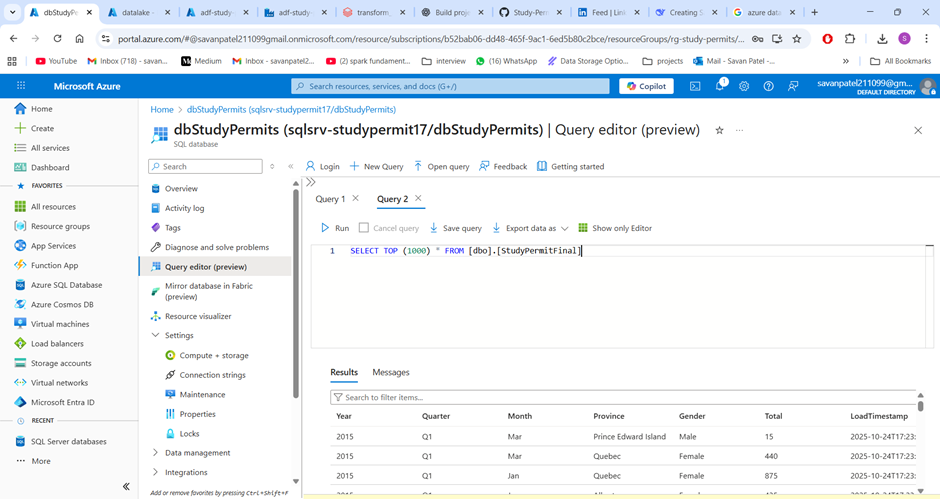 dbStudyPe
datalake -
adf-study
adf-study-
transform_
Build proje
Study-Perm
Feed | Link
Creating S
azure data
portal.azure.com/#@savanpatel211099gmail.onmicrosoft.com/resource/subscriptions/b52bab06-dd48-465f-9ac1-6ed5b80c2bce/resourceGroups/rg-study-permits/...
S
YouTube
Inbox (718) - savan...
Medium
Inbox - savanpatel2...
(2) spark fundament...
interview
(16) WhatsApp
Data Storage Option...
projects
Mail - Savan Patel...
All Bookmarks
Microsoft Azure
Search resources, services, and docs (G+/)
Copilot
1
savanpatel211099@gm...
DEFAULT DIRECTORY
Home
Create
All services
Dashboard
FAVORITES
All resources
Resource groups
App Services
Function App
Azure SQL Database
Azure Cosmos DB
Virtual machines
Load balancers
Storage accounts
Virtual networks
Microsoft Entra ID
RECENT
SQL Server databases
More
Home > dbStudyPermits (sqlsrv-studypermit17/dbStudyPermits)
dbStudyPermits (sqlsrv-studypermit17/dbStudyPermits) | Query editor (preview)
SQL database
Search
Overview
Activity log
Tags
Diagnose and solve problems
Query editor (preview)
Mirror database in Fabric
(preview)
Resource visualizer
Settings
Compute + storage
Connection strings
Maintenance
Properties
Locks
Data management
Integrations
Add or remove favorites by pressing Ctrl+Shift+F
Login
New Query
Open query
Feedback
Getting started
Query 1
Query 2
Run
Cancel query
Save query
Export data as
Show only Editor
1 SELECT TOP (1000) * FROM [dbo].[StudyPermitFinal]
Results
Messages
Search to filter items...
Year Quarter Month Province Gender Total LoadTimestamp
2015 Q1 Mar Prince Edward Island Male 15 2025-10-24T17:23:
2015 Q1 Mar Quebec Female 440 2025-10-24T17:23:
2015 Q1 Jan Quebec Female 875 2025-10-24T17:23: